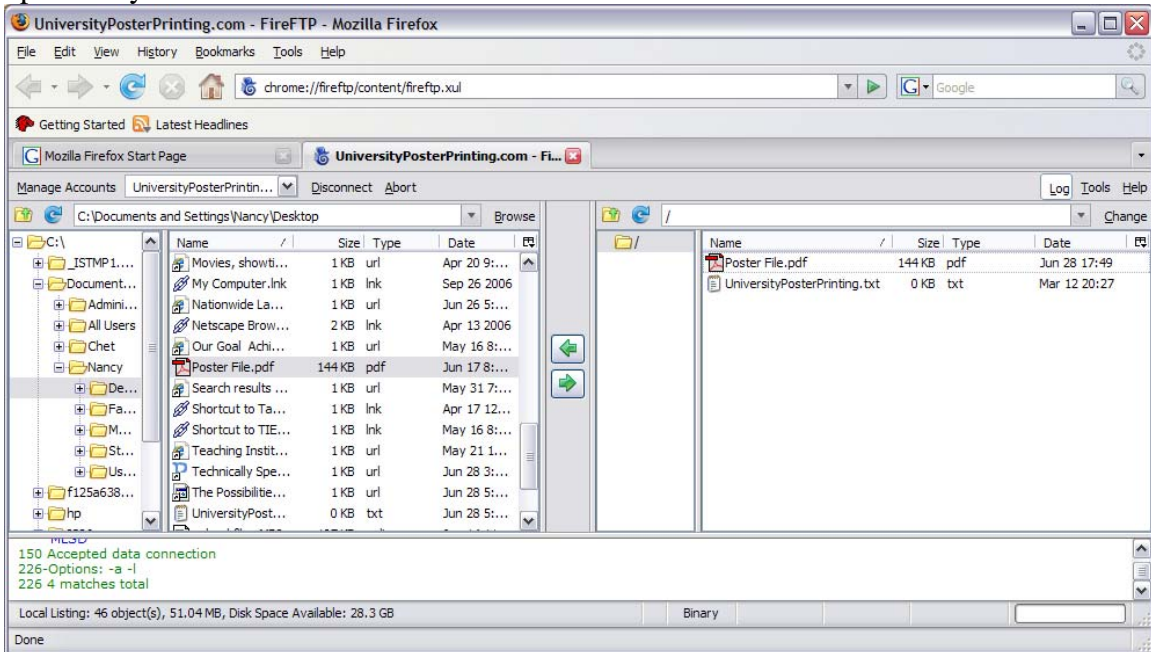 UniversityPosterPrinting.com - FireFTP - Mozilla Firefox
File Edit View History Bookmarks Tools Help
chrome://fireftp/content/fireftp.xul G Google
Getting Started Latest Headlines
G Mozilla Firefox Start Page UniversityPosterPrinting.com - Fi...
Manage Accounts UniversityPosterPrintin... Disconnect Abort Log Tools Help
C:\Documents and Settings\Nancy\Desktop Browse / Change
C:\ Name / Size Type Date / Name / Size Type Date
_ISTMP1.... Movies, showti... 1 KB url Apr 20 9:... Poster File.pdf 144 KB pdf Jun 28 17:49
Document... My Computer.lnk 1 KB lnk Sep 26 2006 UniversityPosterPrinting.txt 0 KB txt Mar 12 20:27
Admini... Nationwide La... 1 KB url Jun 26 5:...
All Users Netscape Brow... 2 KB lnk Apr 13 2006
Chet Our Goal Achi... 1 KB url May 16 8:...
Nancy Poster File.pdf 144 KB pdf Jun 17 8:...
De... Search results ... 1 KB url May 31 7:...
Fa... Shortcut to Ta... 1 KB lnk Apr 17 12...
M... Shortcut to TIE... 1 KB lnk May 16 8:...
St... Teaching Instit... 1 KB url May 21 1...
Us... Technically Spe... 1 KB url Jun 28 3:...
f125a638... The Possibilitie... 1 KB url Jun 28 5:...
hp UniversityPost... 0 KB txt Jun 28 5:...
MLSD
150 Accepted data connection
226-Options: -a -l
226 4 matches total
Local Listing: 46 object(s), 51.04 MB, Disk Space Available: 28.3 GB Binary
Done